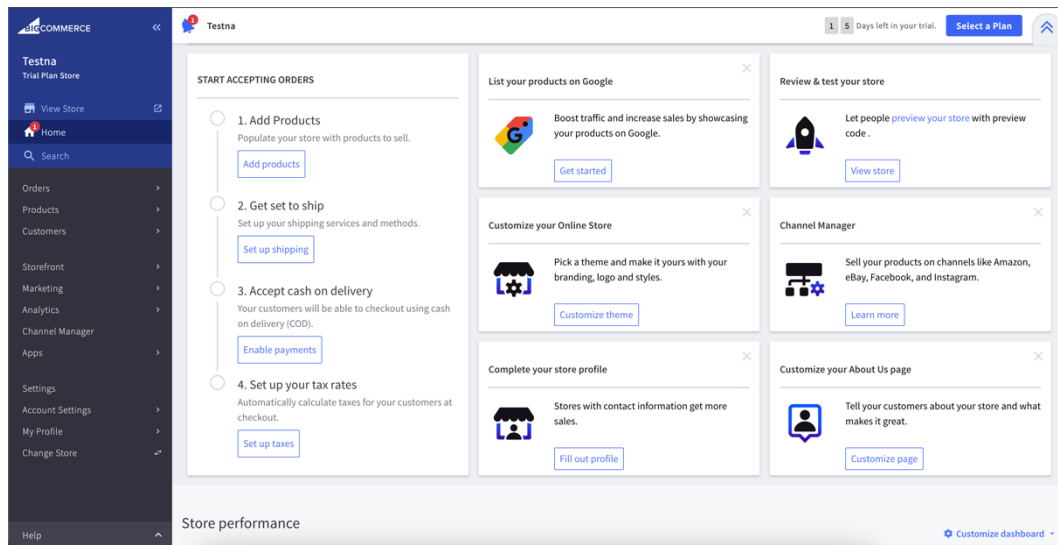 BIGCOMMERCE
Testna
Trial Plan Store
View Store
1
Home
Search
Orders
Products
Customers
Storefront
Marketing
Analytics
Channel Manager
Apps
Settings
Account Settings
My Profile
Change Store
Help
1
Testna
1 5 Days left in your trial.
Select a Plan
START ACCEPTING ORDERS
1. Add Products
Populate your store with products to sell.
Add products
2. Get set to ship
Set up your shipping services and methods.
Set up shipping
3. Accept cash on delivery
Your customers will be able to checkout using cash
on delivery (COD).
Enable payments
4. Set up your tax rates
Automatically calculate taxes for your customers at
checkout.
Set up taxes
List your products on Google
G
Boost traffic and increase sales by showcasing
your products on Google.
Get started
Review & test your store
Let people preview your store with preview
code .
View store
Customize your Online Store
Pick a theme and make it yours with your
branding, logo and styles.
Customize theme
Channel Manager
Sell your products on channels like Amazon,
eBay, Facebook, and Instagram.
Learn more
Complete your store profile
Stores with contact information get more
sales.
Fill out profile
Customize your About Us page
Tell your customers about your store and what
makes it great.
Customize page
Store performance
Customize dashboard